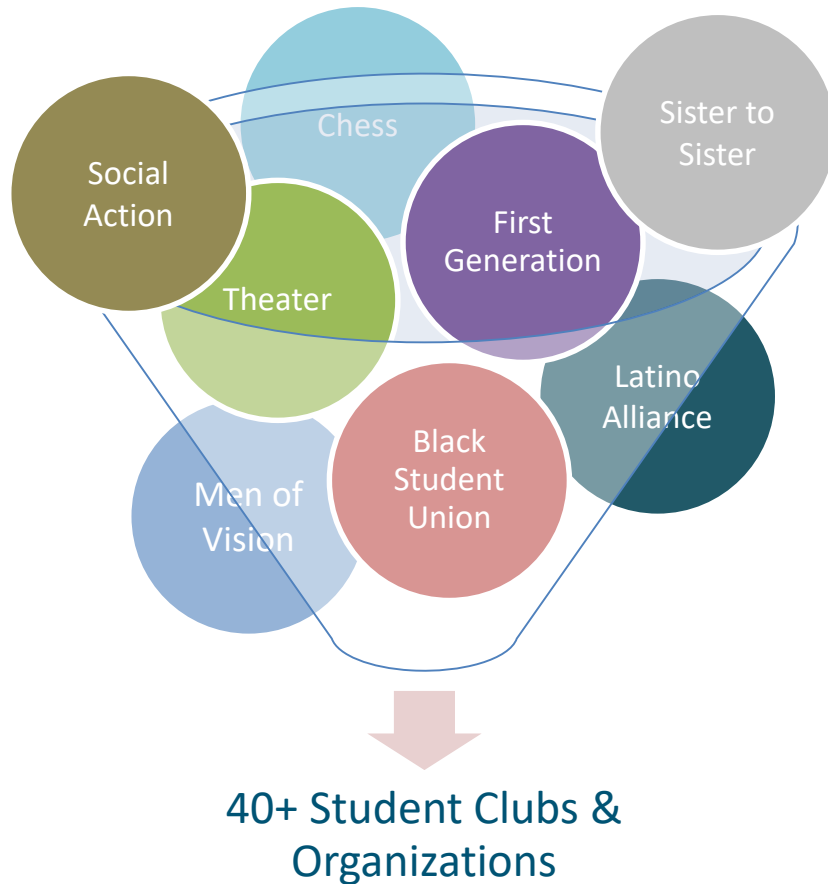 Chess
Sister to
Sister
Social
Action
First
Generation
Theater
Latino
Alliance
Black
Student
Union
Men of
Vision
40+ Student Clubs &
Organizations